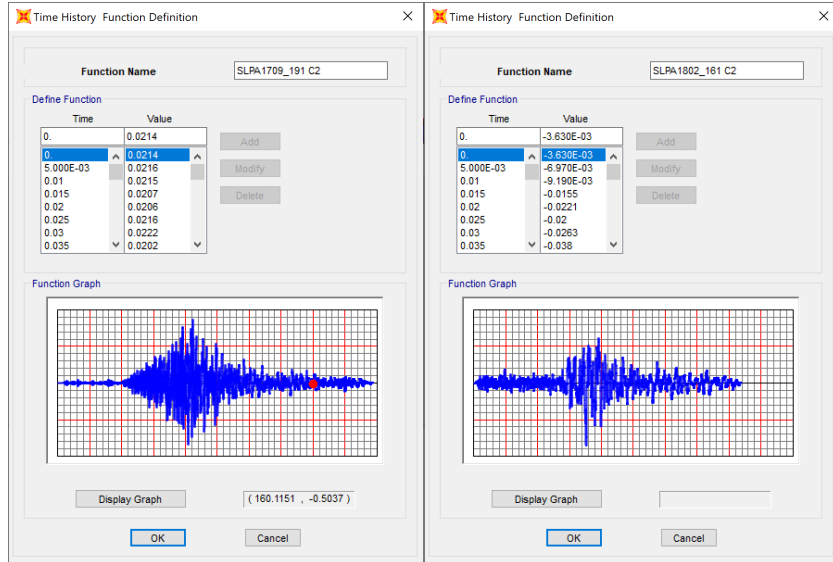 Time History  Function Definition
Function Name
SLPA1709_191 C2
Define Function
Time Value
0. 0.0214
Add
Modify
Delete
0. 0.0214
5.000E-03 0.0216
0.01 0.0215
0.015 0.0207
0.02 0.0206
0.025 0.0216
0.03 0.0222
0.035 0.0202
Function Graph
Display Graph
( 160.1151 , -0.5037 )
OK
Cancel
Time History  Function Definition
Function Name
SLPA1802_161 C2
Define Function
Time Value
0. -3.630E-03
Add
Modify
Delete
0. -3.630E-03
5.000E-03 -6.970E-03
0.01 -9.190E-03
0.015 -0.0155
0.02 -0.0221
0.025 -0.02
0.03 -0.0263
0.035 -0.038
Function Graph
Display Graph
OK
Cancel